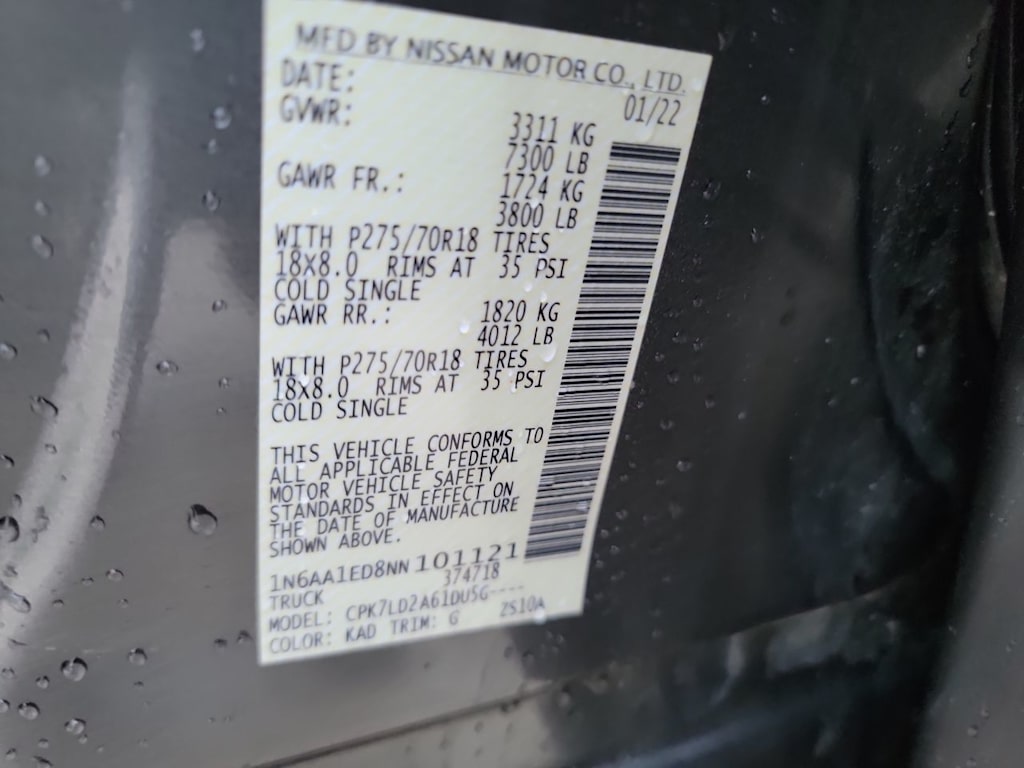 MFD BY NISSAN MOTOR CO., LTD.
DATE: 01/22
GVWR: 3311 KG
7300 LB
GAWR FR.: 1724 KG
3800 LB
WITH P275/70R18 TIRES
18X8.0 RIMS AT 35 PSI
COLD SINGLE
GAWR RR.: 1820 KG
4012 LB
WITH P275/70R18 TIRES
18X8.0 RIMS AT 35 PSI
COLD SINGLE
THIS VEHICLE CONFORMS TO
ALL APPLICABLE FEDERAL
MOTOR VEHICLE SAFETY
STANDARDS IN EFFECT ON
THE DATE OF MANUFACTURE
SHOWN ABOVE.
1N6AA1ED8NN101121
TRUCK 374718
MODEL: CPK7LD2A61DU5G----
COLOR: KAD TRIM: G 2S10A